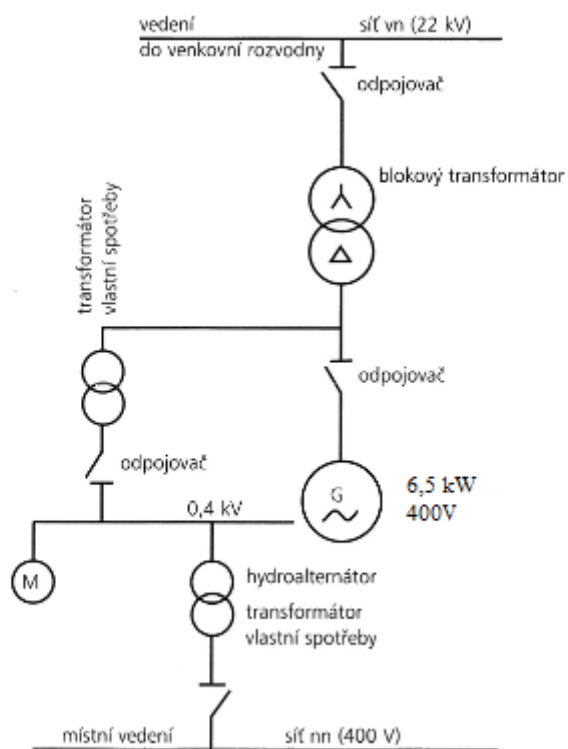 vedení síť vn (22 kV)
do venkovní rozvodny
odpojovač
blokový transformátor
transformátor
vlastní spotřeby
odpojovač
odpojovač
G
6,5 kW
400V
0,4 kV
M
hydroalternátor
transformátor
vlastní spotřeby
místní vedení síť nn (400 V)